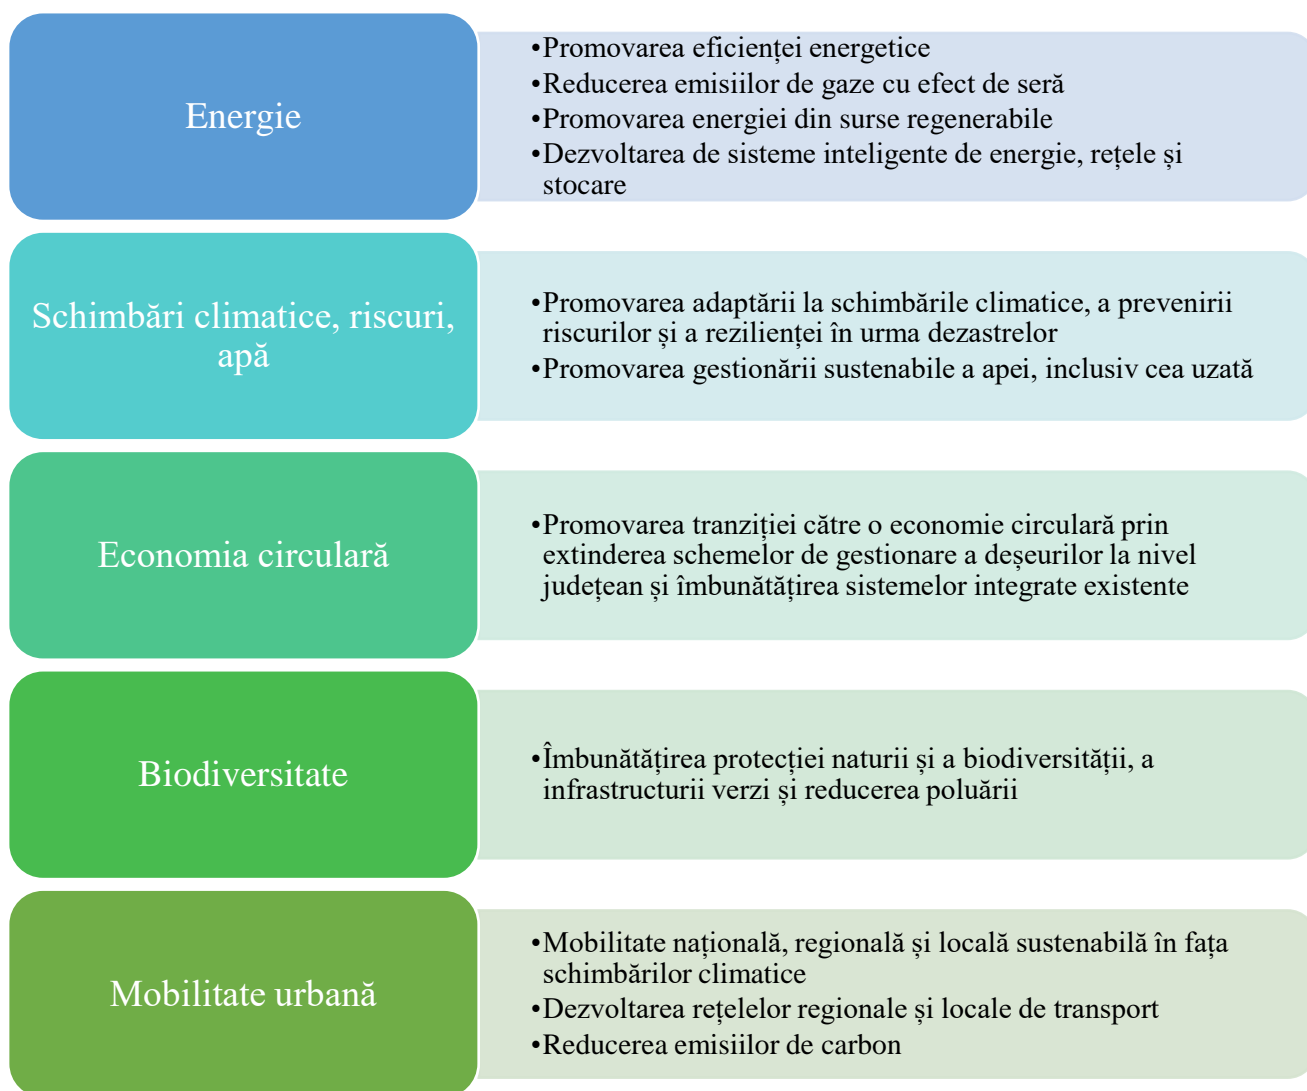 Energie
•Promovarea eficienței energetice
•Reducerea emisiilor de gaze cu efect de seră
•Promovarea energiei din surse regenerabile
•Dezvoltarea de sisteme inteligente de energie, rețele și
stocare
Schimbări climatice, riscuri,
apă
•Promovarea adaptării la schimbările climatice, a prevenirii
riscurilor și a rezilienței în urma dezastrelor
•Promovarea gestionării sustenabile a apei, inclusiv cea uzată
Economia circulară
•Promovarea tranziției către o economie circulară prin
extinderea schemelor de gestionare a deșeurilor la nivel
județean și îmbunătățirea sistemelor integrate existente
Biodiversitate
•Îmbunătățirea protecției naturii și a biodiversității, a
infrastructurii verzi și reducerea poluării
Mobilitate urbană
•Mobilitate națională, regională și locală sustenabilă în fața
schimbărilor climatice
•Dezvoltarea rețelelor regionale și locale de transport
•Reducerea emisiilor de carbon